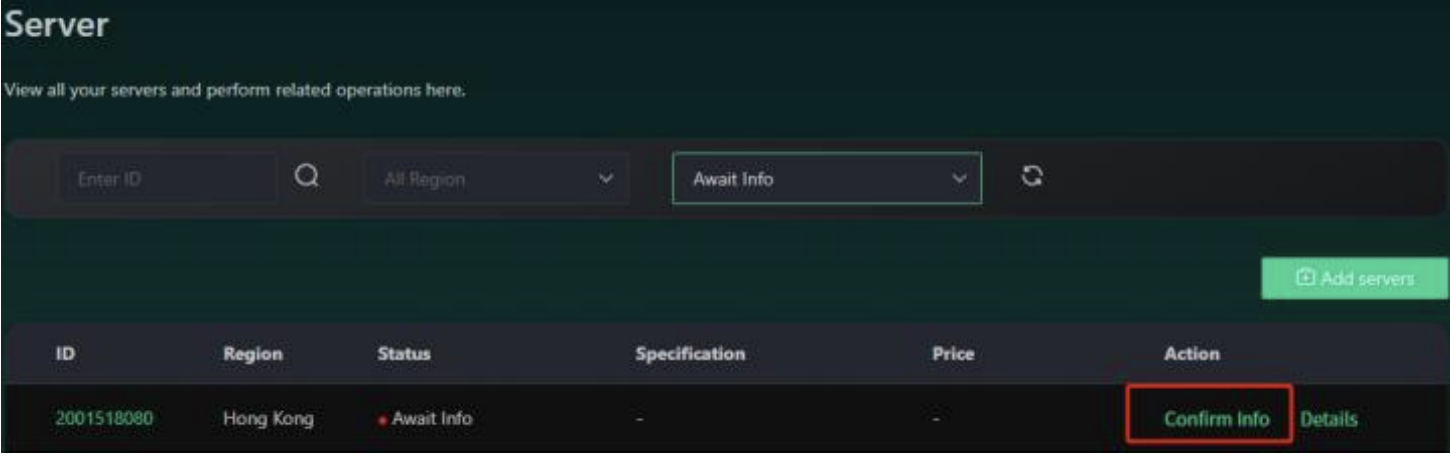 Server
View all your servers and perform related operations here.
Enter ID All Region Await Info
Add servers
ID Region Status Specification Price Action
2001518080 Hong Kong Await Info - - Confirm Info Details